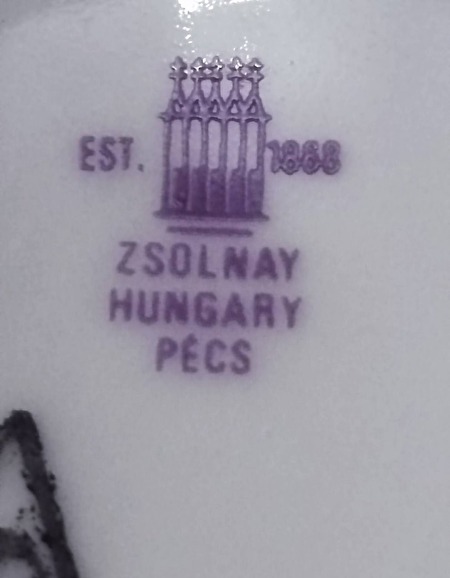 EST. 1868
ZSOLNAY
HUNGARY
PÉCS